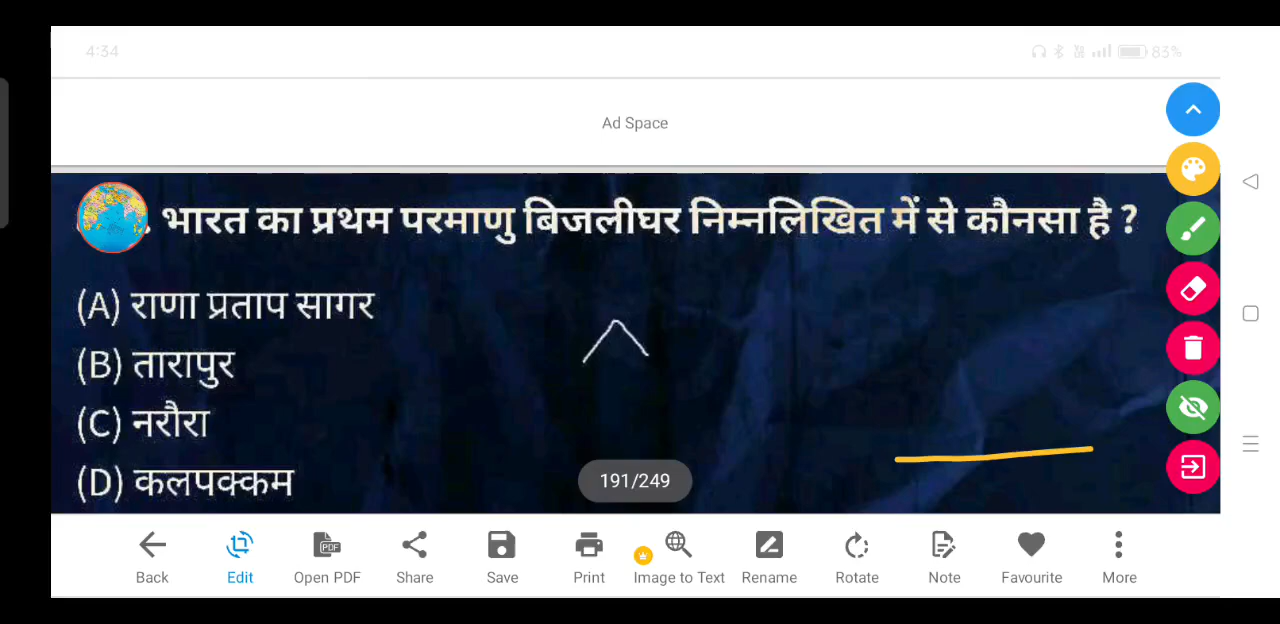 4:34
83%
Ad Space
. भारत का प्रथम परमाणु बिजलीघर निम्नलिखित में से कौनसा है ?
(A) राणा प्रताप सागर
(B) तारापुर
(C) नरौरा
(D) कलपक्कम
191/249
Back Edit Open PDF Share Save Print Image to Text Rename Rotate Note Favourite More